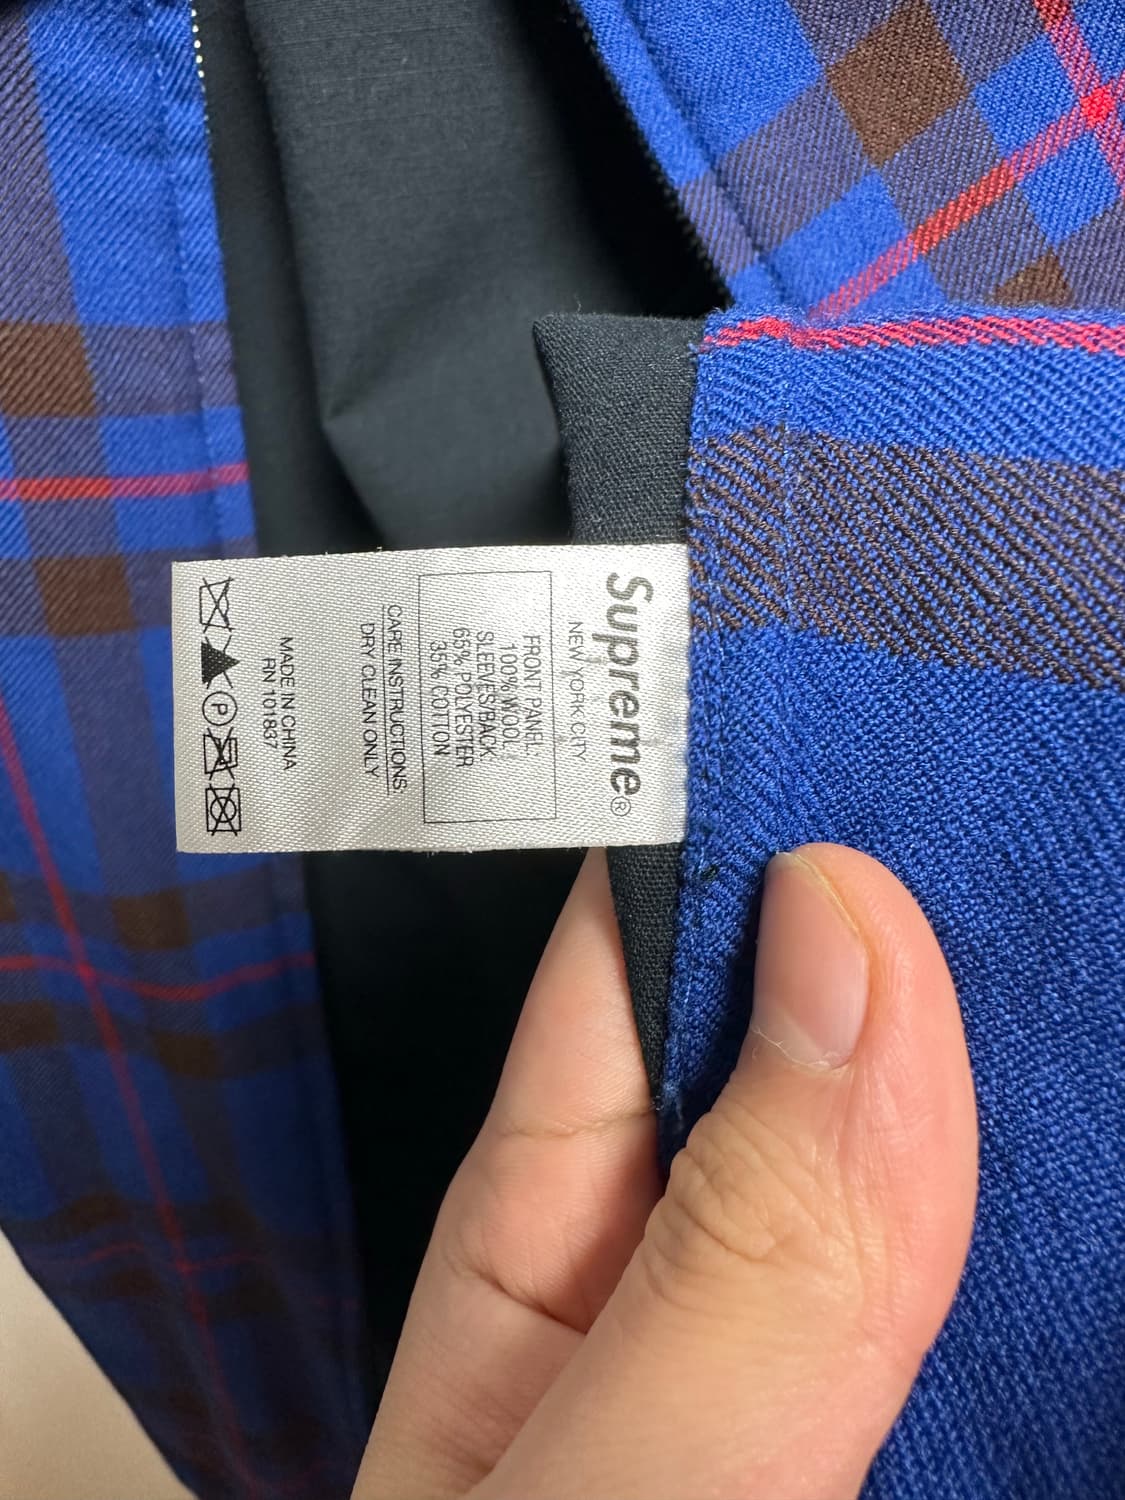 Supreme®
NEW YORK CITY
FRONT PANEL:
100% WOOL
SLEEVES/BACK:
65% POLYESTER
35% COTTON
CARE INSTRUCTIONS:
DRY CLEAN ONLY
MADE IN CHINA
RN 101837
P